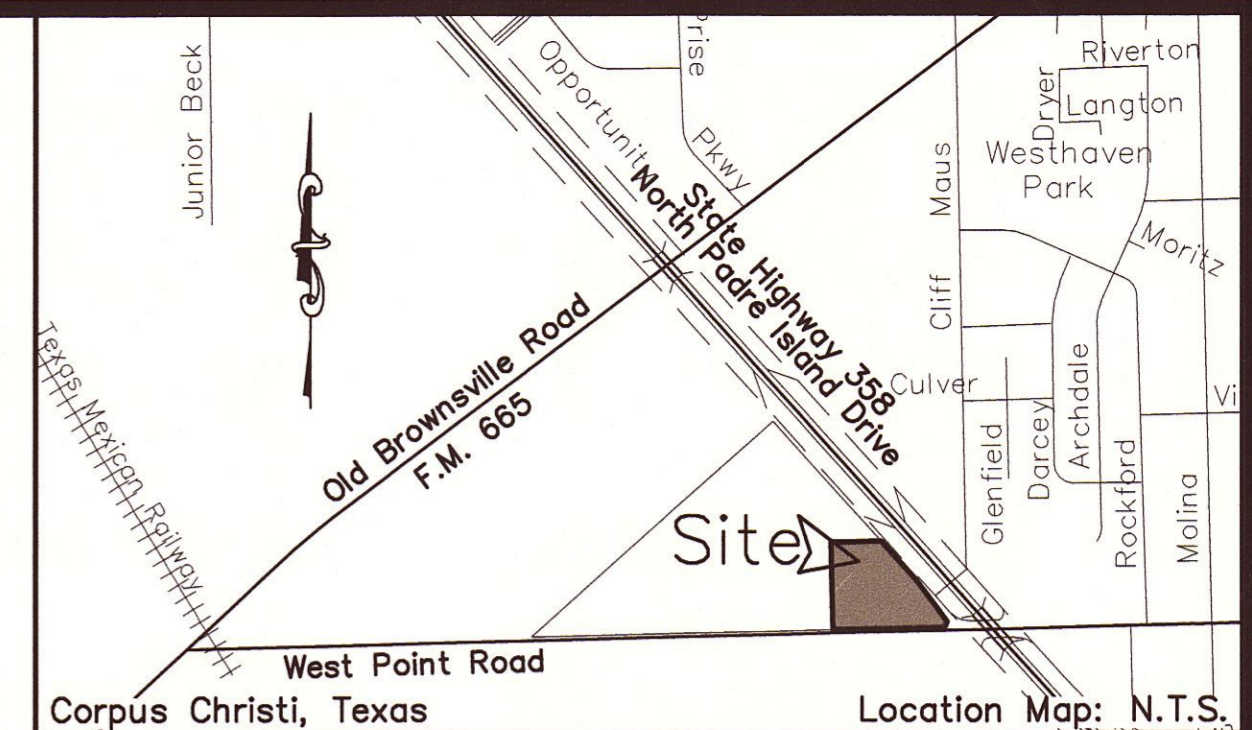 Junior Beck
Opportunity
rise
Pkwy
State Highway 358
North Padre Island Drive
Old Brownsville Road
F.M. 665
Texas Mexican Railway
Riverton
Dryer
Langton
Westhaven
Park
Maus
Cliff
Moritz
Culver
Vi
Glenfield
Darcey
Archdale
Rockford
Molina
Site
West Point Road
Corpus Christi, Texas
Location Map: N.T.S.